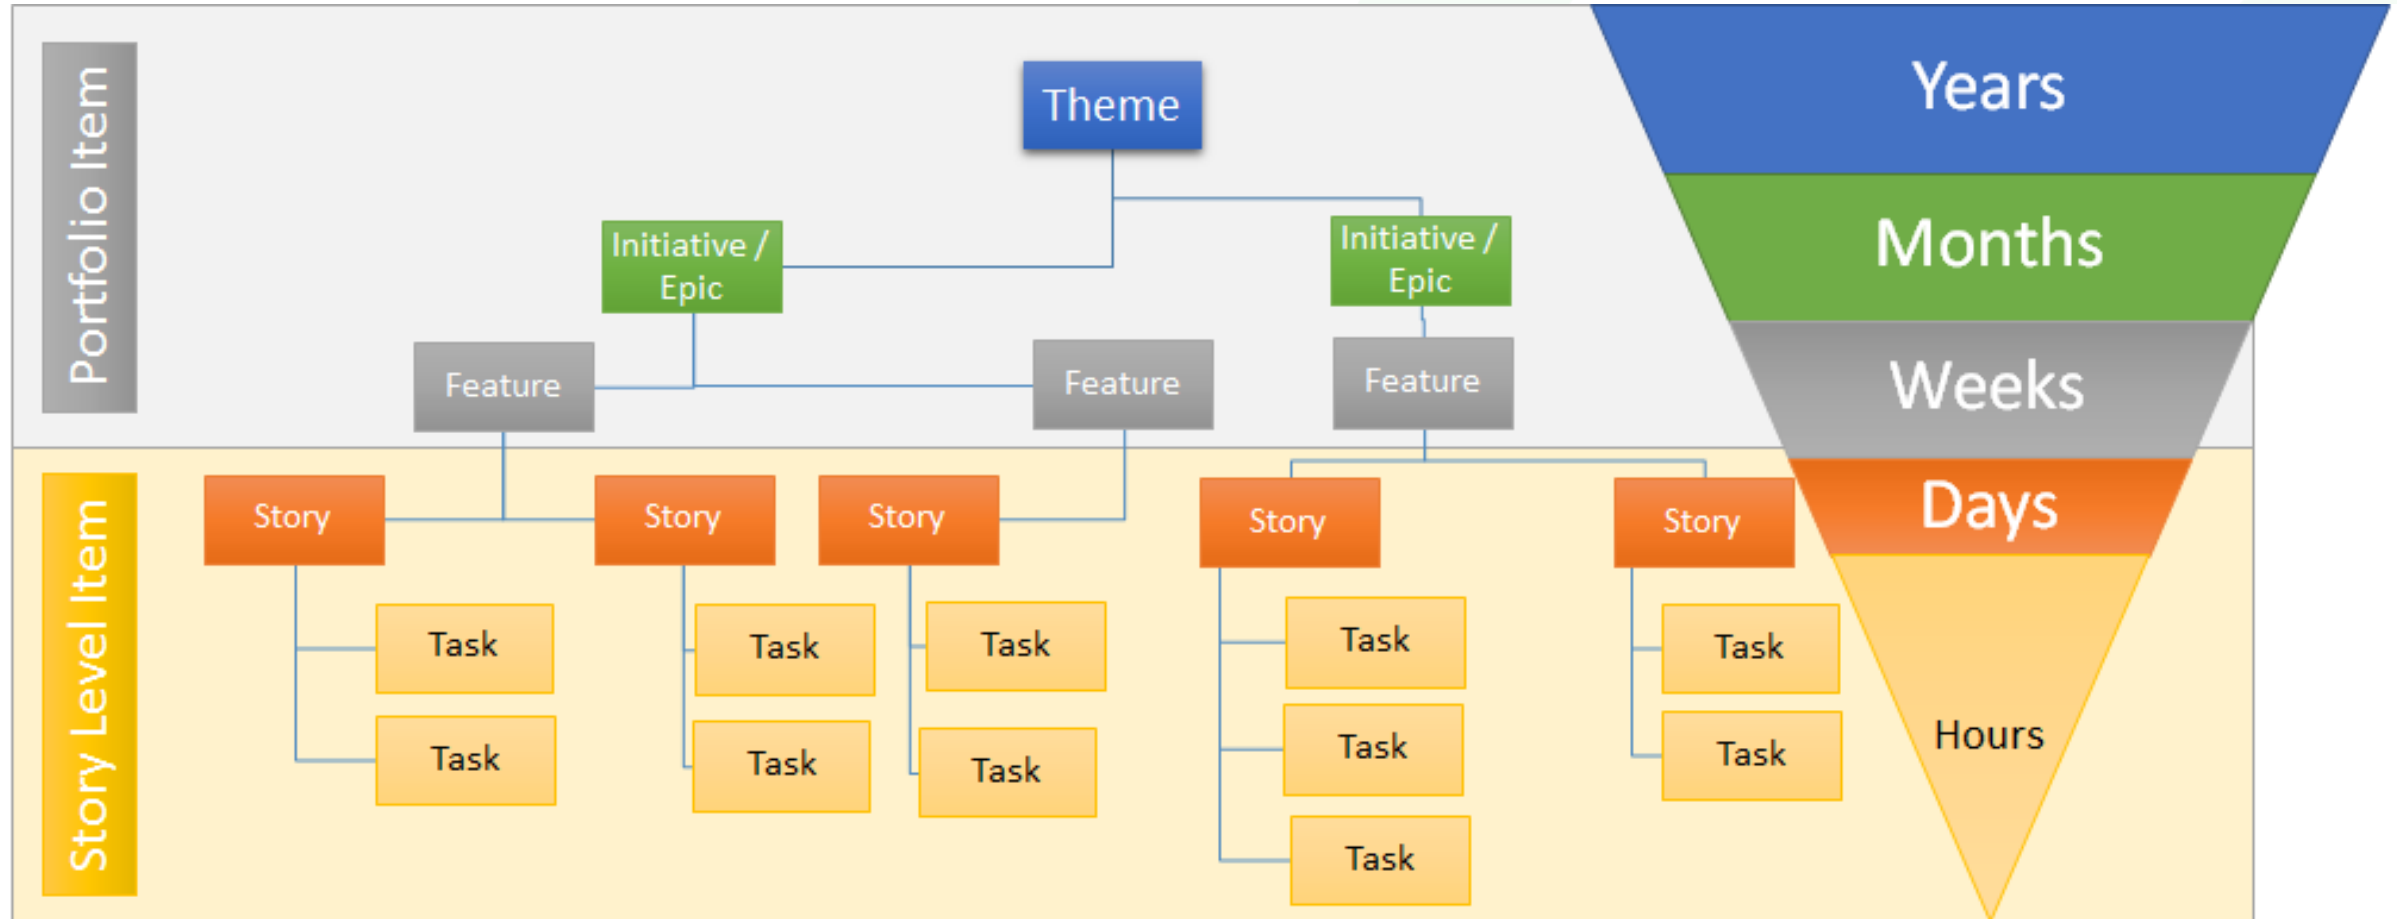 Portfolio Item
Theme
Years
Initiative /
Epic
Initiative /
Epic
Months
Feature
Feature
Feature
Weeks
Story Level Item
Story
Story
Story
Story
Story
Days
Task
Task
Task
Task
Task
Task
Task
Task
Task
Task
Task
Hours